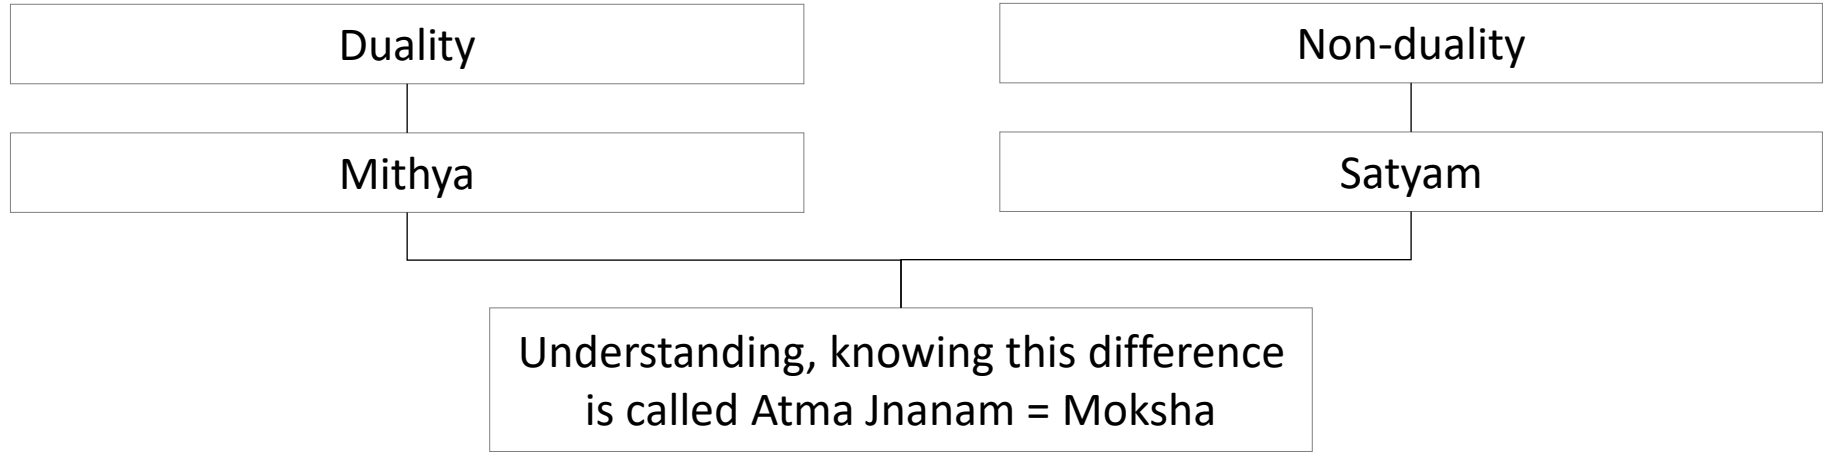 Duality
Non-duality
Mithya
Satyam
Understanding, knowing this difference
is called Atma Jnanam = Moksha